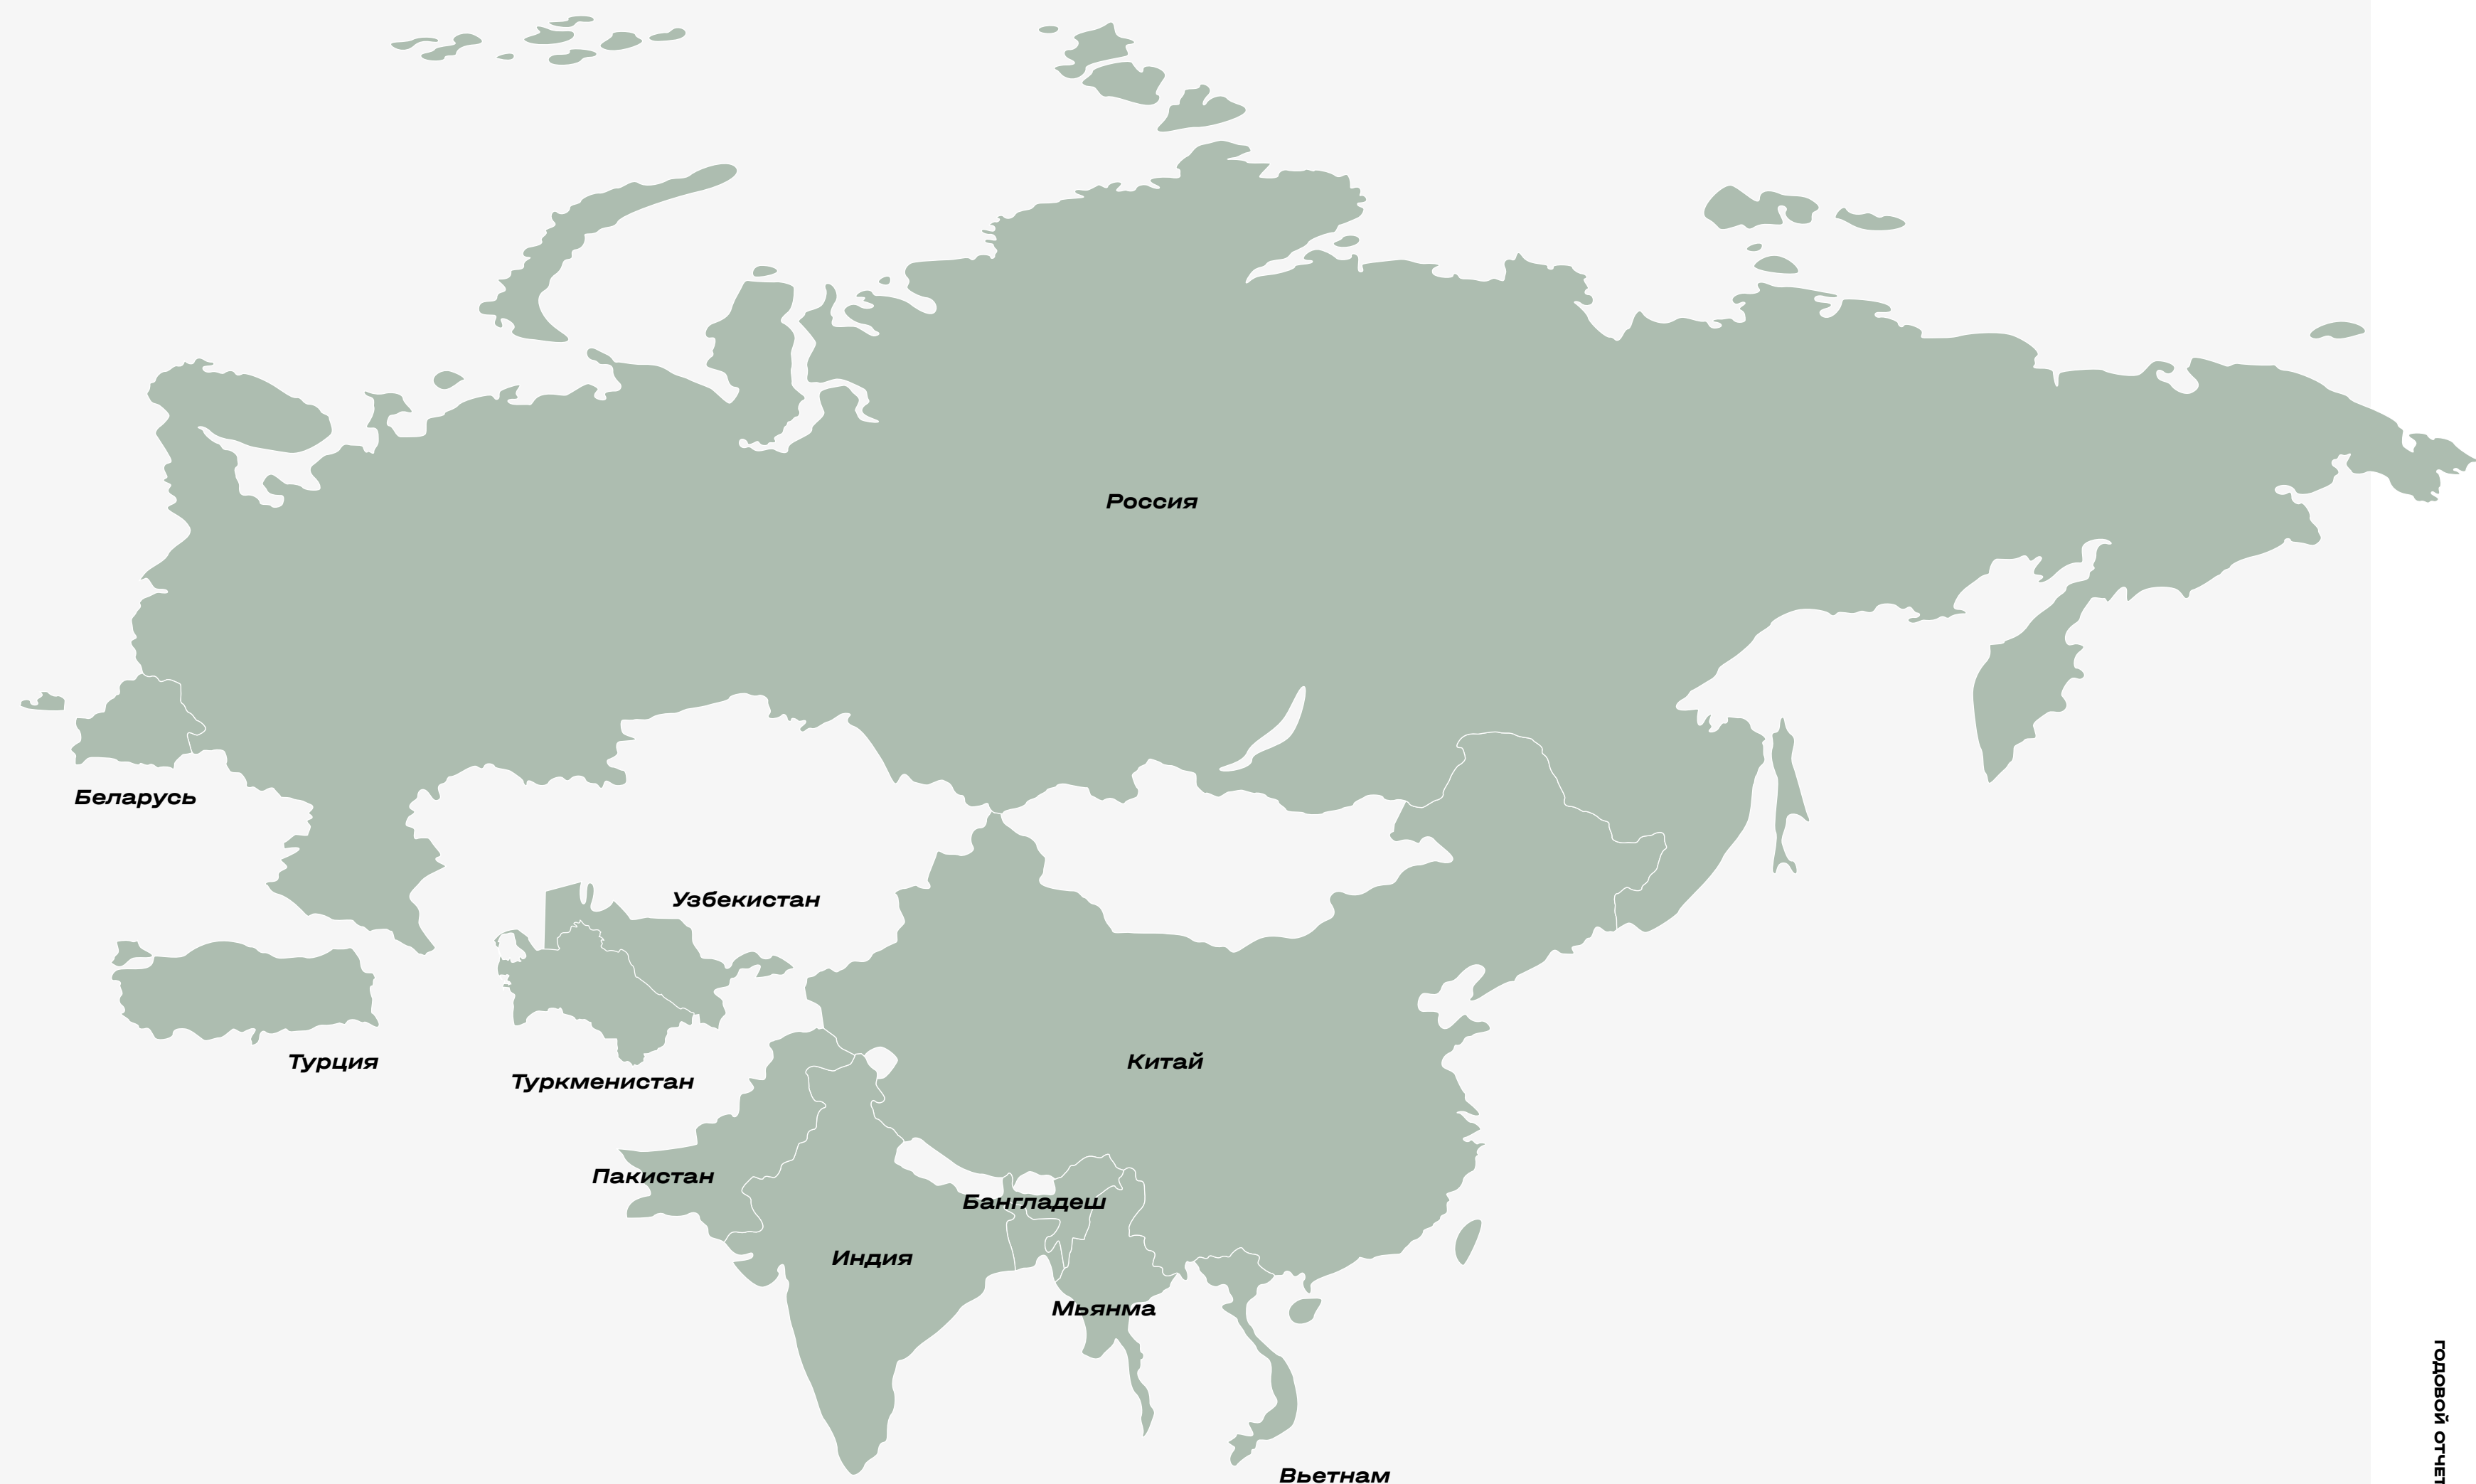 Россия
Беларусь
Узбекистан
Турция
Китай
Туркменистан
Пакистан
Бангладеш
Индия
Мьянма
Вьетнам
ГОДОВОЙ ОТЧЕТ